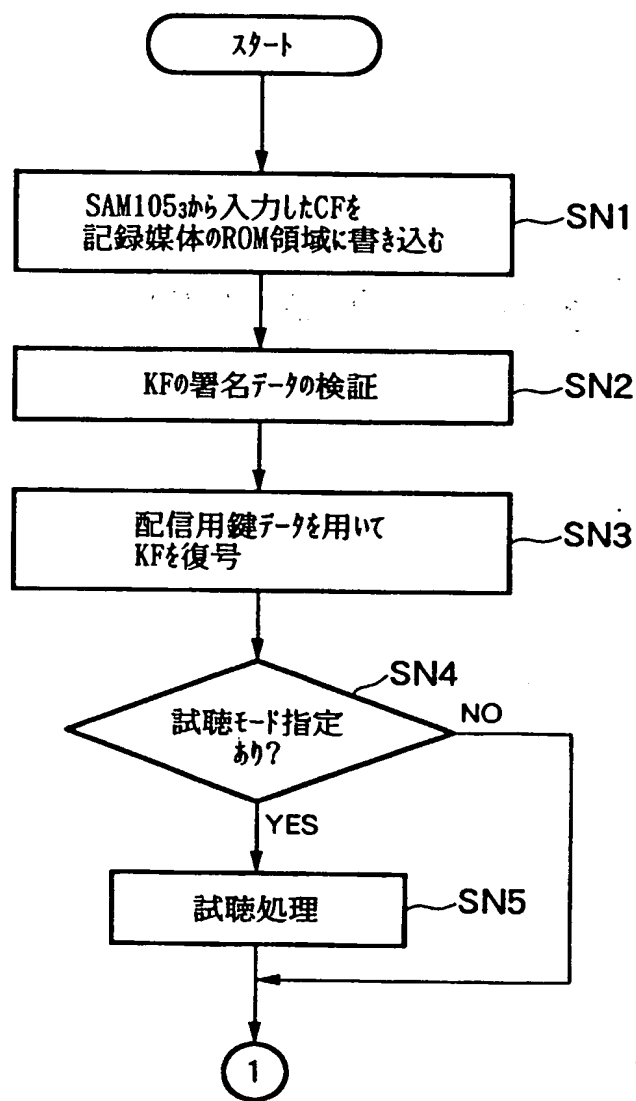 スタート
SAM105₃から入力したCFを
記録媒体のROM領域に書き込む
SN1
KFの署名データの検証
SN2
配信用鍵データを用いて
KFを復号
SN3
SN4
試聴モード指定
あり?
NO
YES
試聴処理
SN5
1